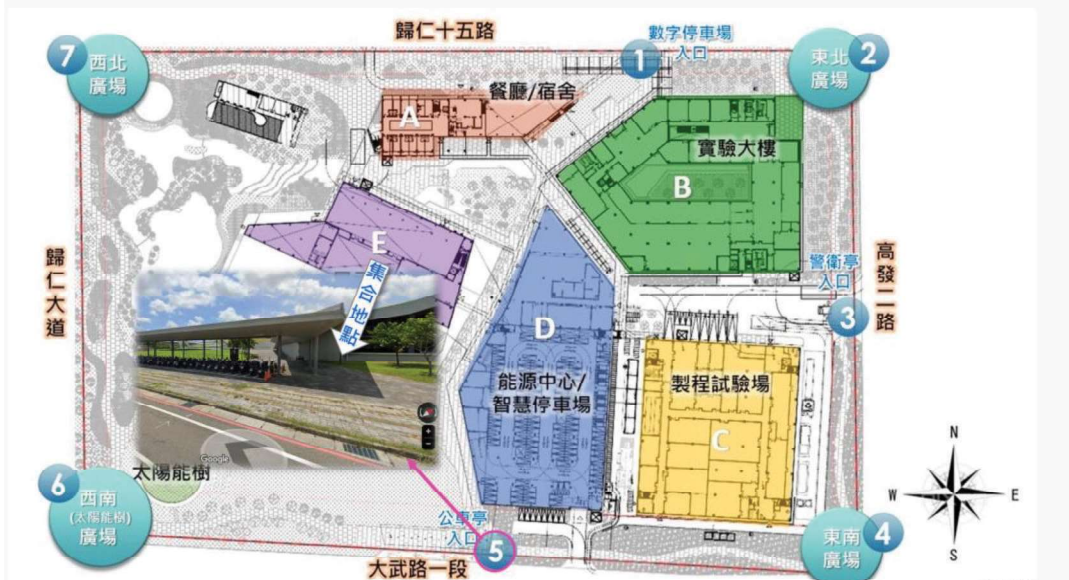 歸仁十五路
數字停車場
入口
1
7
西北
廣場
東北
廣場
2
餐廳/宿舍
A
實驗大樓
B
E
集合地點
歸仁大道
高發二路
警衛亭
入口
3
D
能源中心/
智慧停車場
製程試驗場
C
Google
太陽能樹
6
西南
(太陽能樹)
廣場
公車亭
入口
5
大武路一段
東南
廣場
4
N
W
E
S